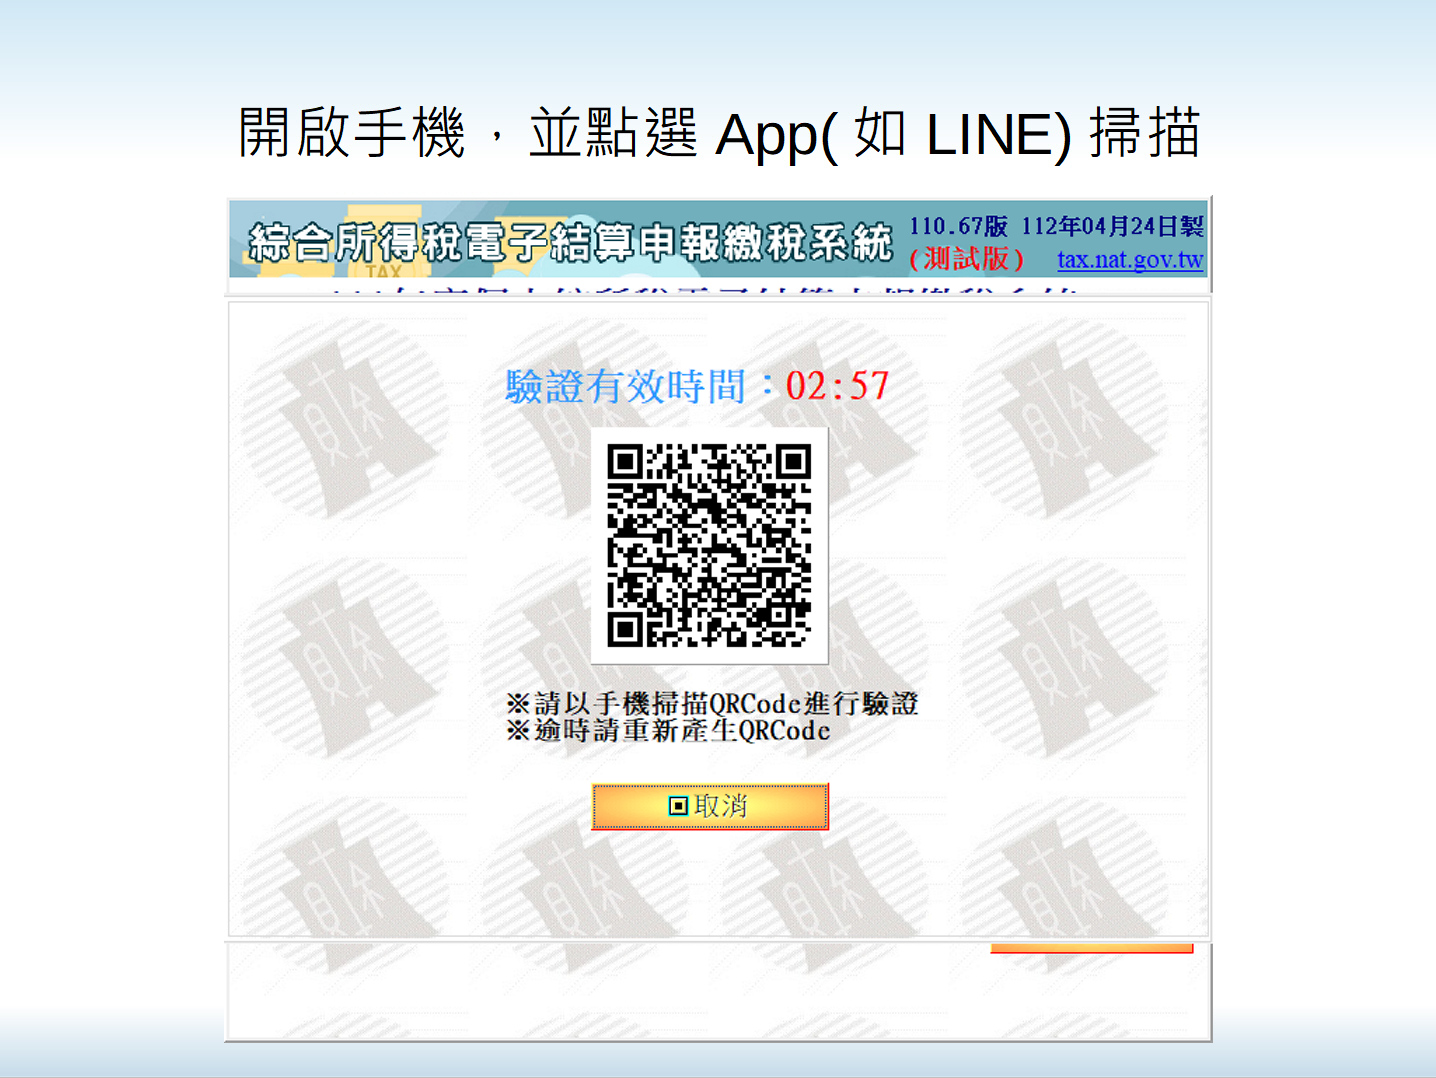 開啟手機，並點選 App( 如 LINE) 掃描
綜合所得稅電子結算申報繳稅系統
110.67版 112年04月24日製
(測試版) tax.nat.gov.tw
TAX
驗證有效時間：02:57
※請以手機掃描QRCode進行驗證
※逾時請重新產生QRCode
取消